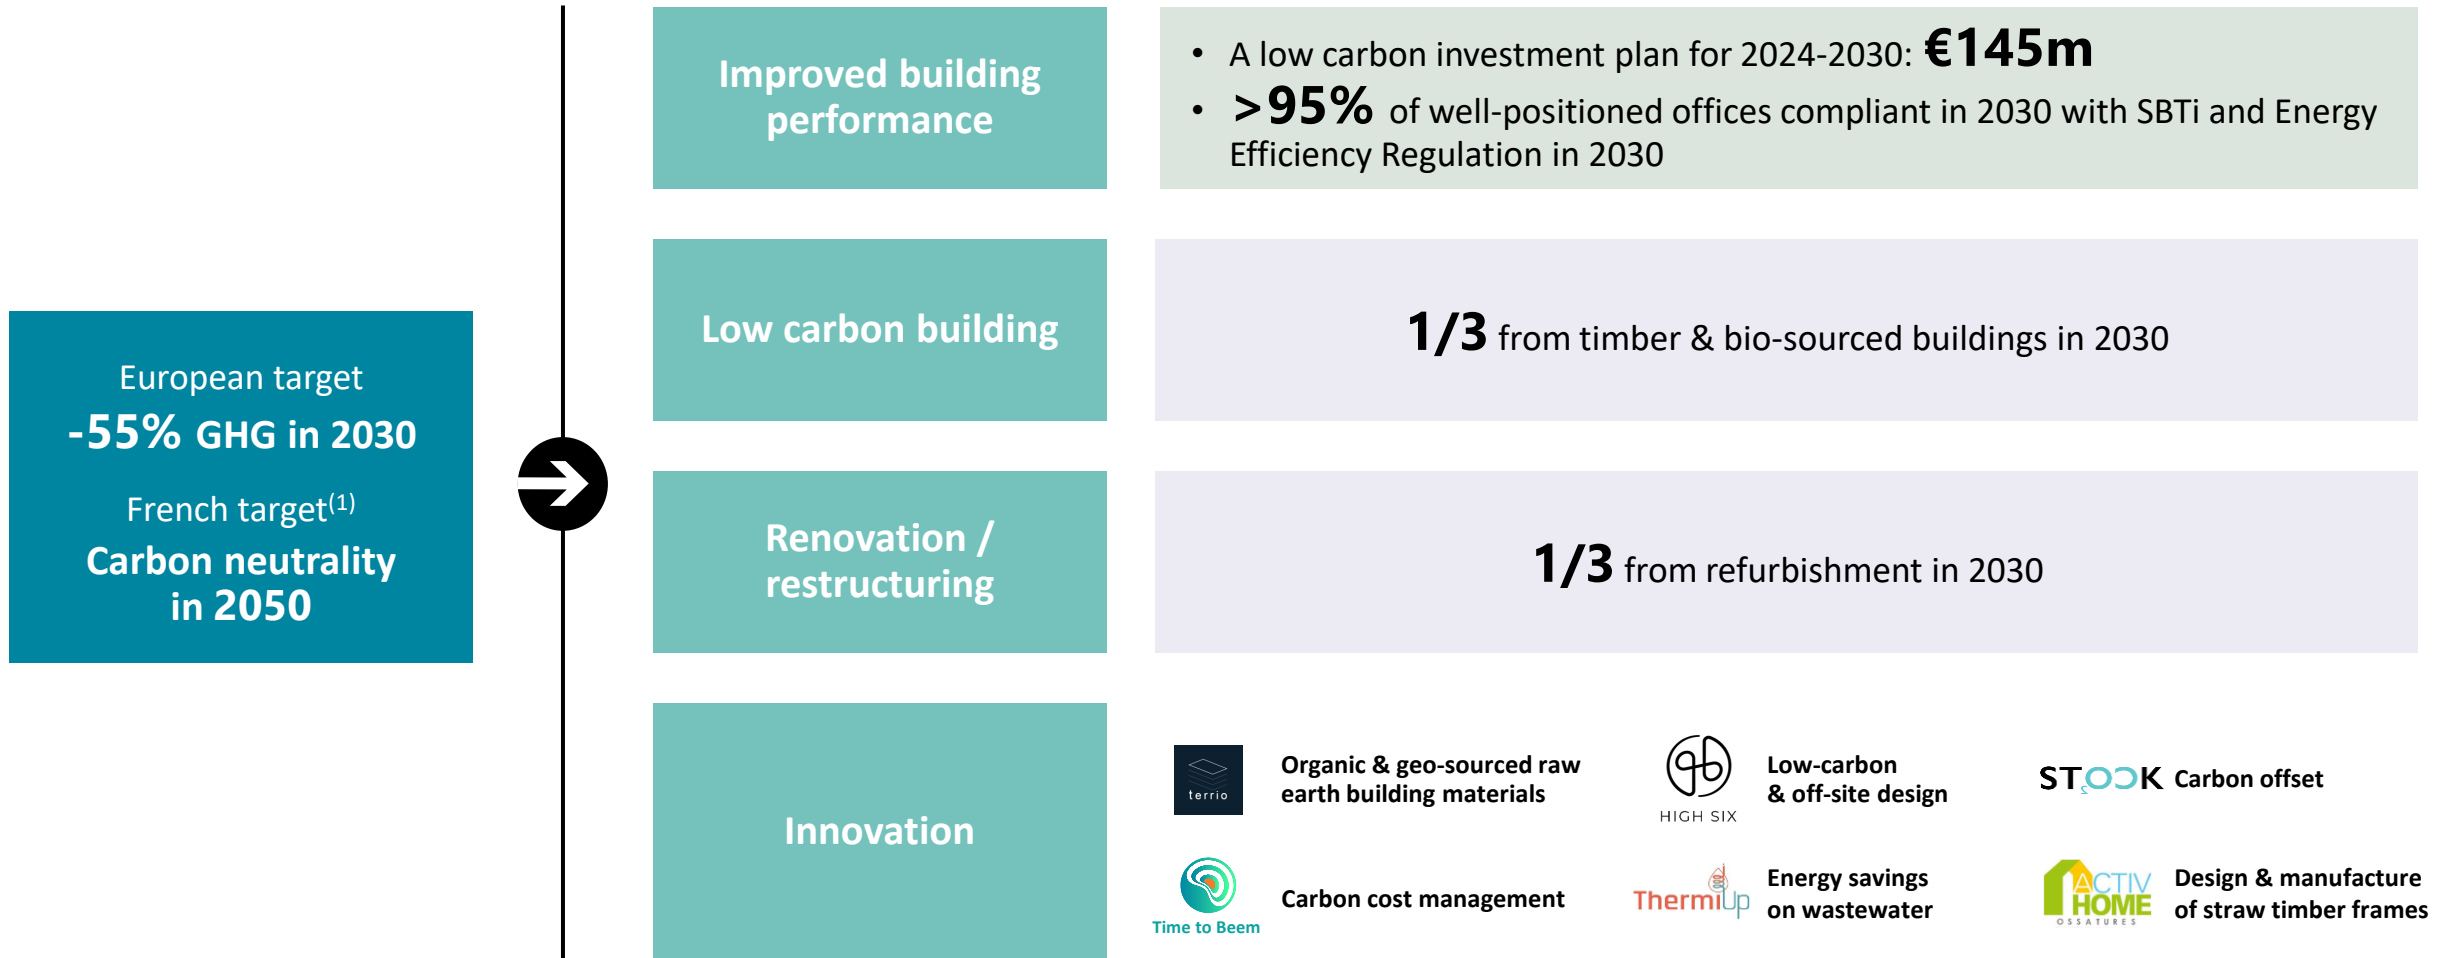 European target
-55% GHG in 2030
French target(1)
Carbon neutrality
in 2050
Improved building
performance
• A low carbon investment plan for 2024-2030: €145m
• >95% of well-positioned offices compliant in 2030 with SBTi and Energy
Efficiency Regulation in 2030
Low carbon building
1/3 from timber & bio-sourced buildings in 2030
Renovation /
restructuring
1/3 from refurbishment in 2030
Innovation
terrio
Organic & geo-sourced raw
earth building materials
HIGH SIX
Low-carbon
& off-site design
STOCK
2
Carbon offset
Time to Beem
Carbon cost management
ThermiUp
Energy savings
on wastewater
ACTIV
HOME
OSSATURES
Design & manufacture
of straw timber frames